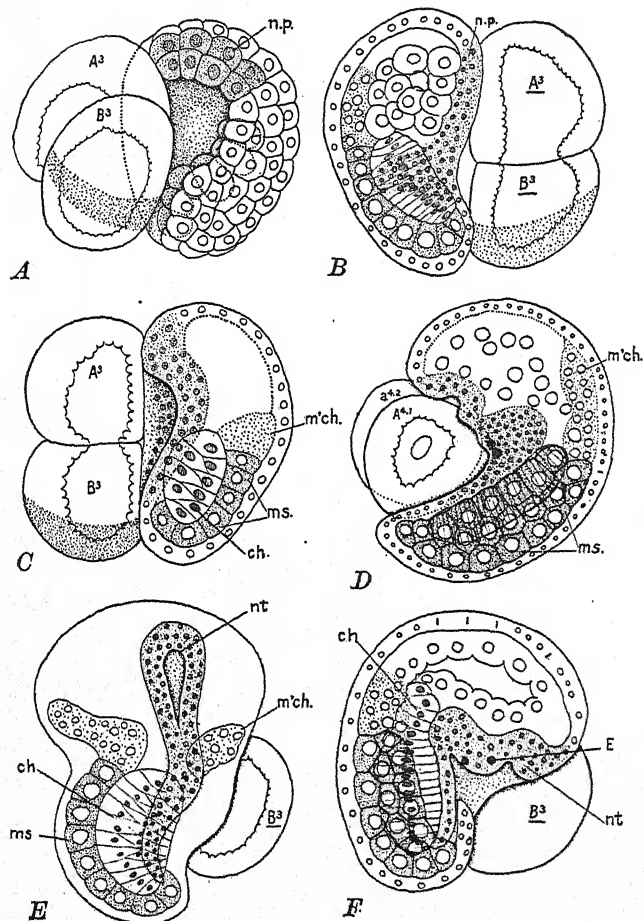 n.p.
A³
B³
A
n.p.
A³
B³
B
A³
B³
m'ch.
ms.
ch.
C
a⁴·²
A⁴·¹
m'ch.
ms.
D
nt
m'ch.
ch
ms
B³
E
ch
E
nt
B³
F